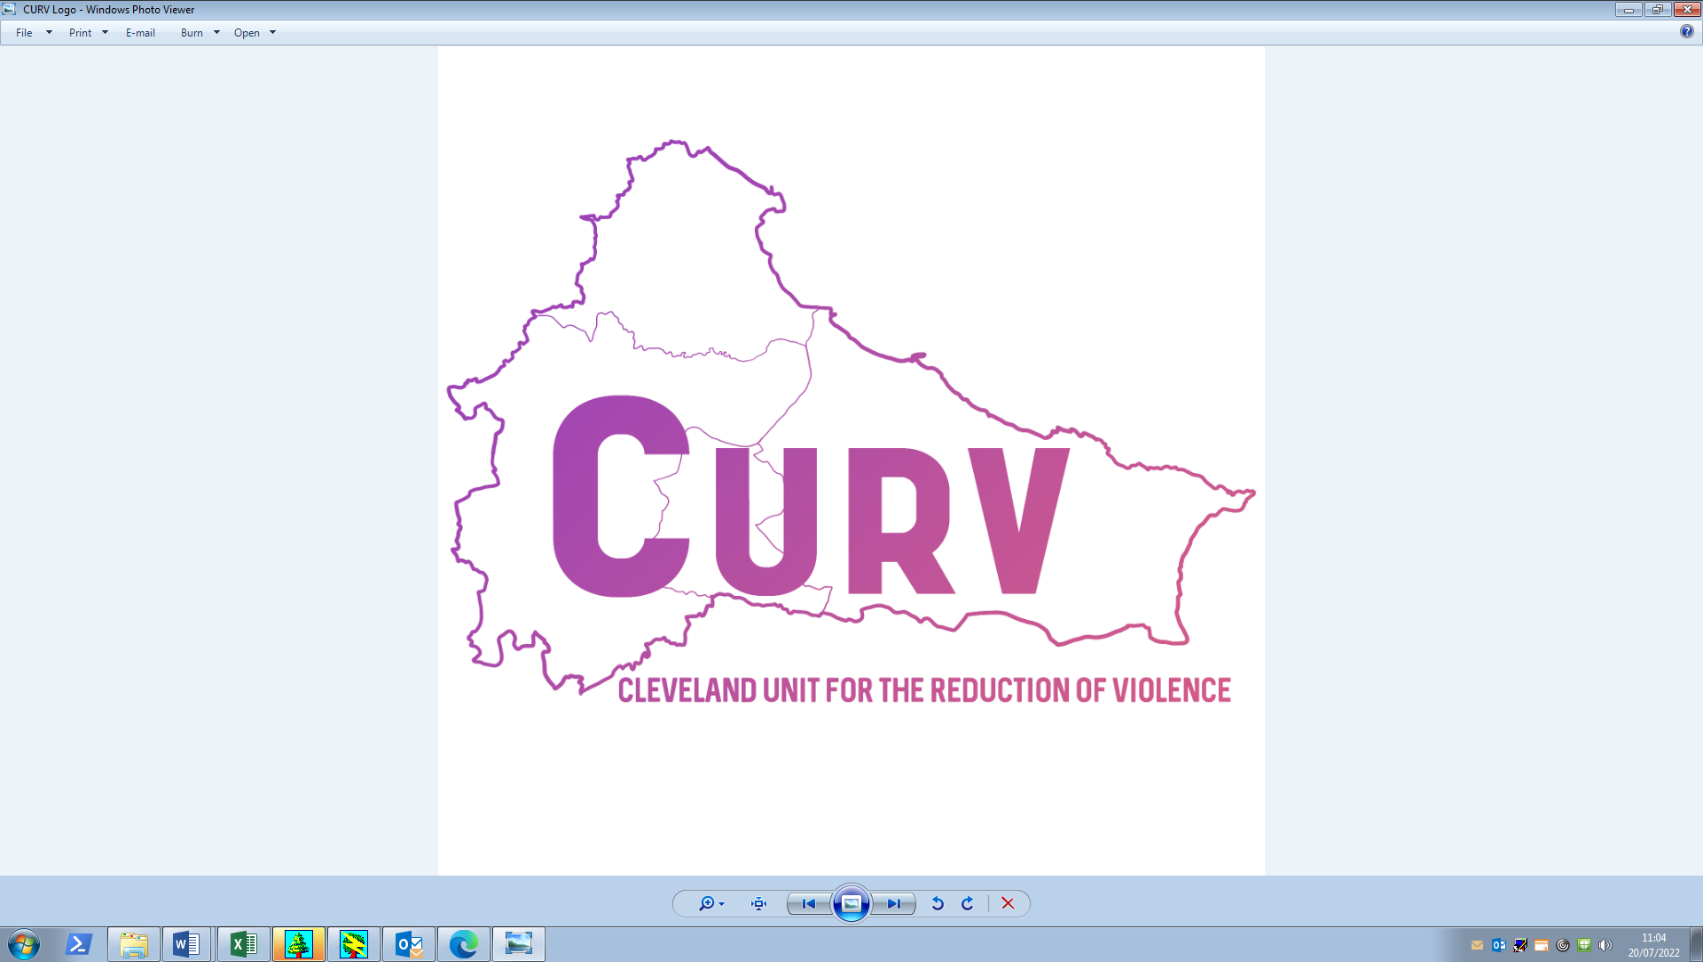 CURV Logo - Windows Photo Viewer
File Print E-mail Burn Open
CURV
CLEVELAND UNIT FOR THE REDUCTION OF VIOLENCE
11:04
20/07/2022